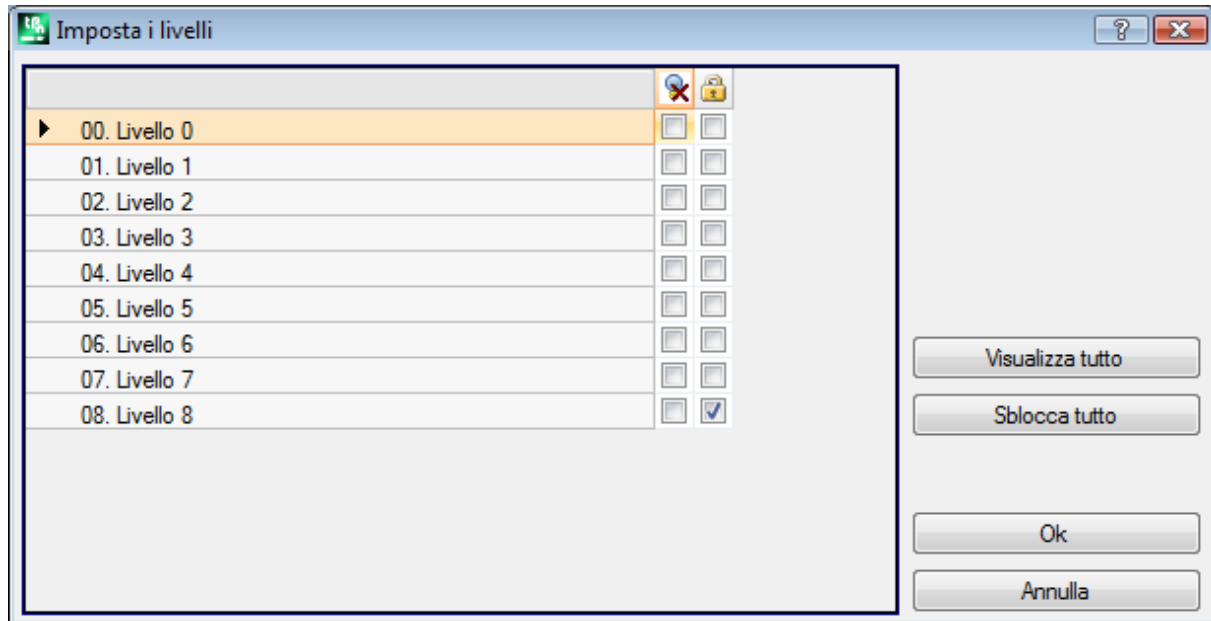 Imposta i livelli
00. Livello 0
01. Livello 1
02. Livello 2
03. Livello 3
04. Livello 4
05. Livello 5
06. Livello 6
07. Livello 7
08. Livello 8
Visualizza tutto
Sblocca tutto
Ok
Annulla